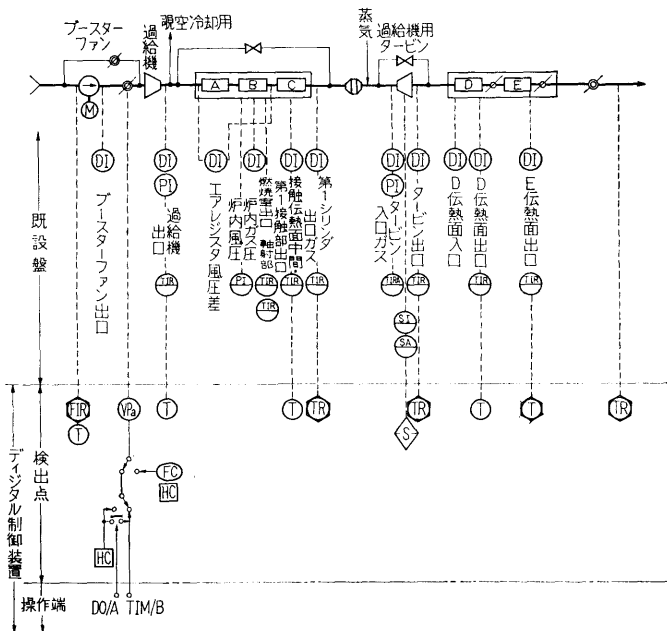 ブースター
ファン
過給機
覗空冷却用
蒸気
過給機用
タービン
M
A
B
C
D
E
DI
DI
DI
DI
DI
DI
DI
DI
DI
DI
DI
PI
PI
既設盤
ブースターファン出口
過給機
出口
エアレジスタ風圧差
炉内風圧
炉内ガス圧
燃焼室出口 輻射部
第1接触部出口
接触伝熱面中間
第1シリンダ
出口ガス
タービン
入口ガス
タービン出口
D伝熱面入口
D伝熱面出口
E伝熱面出口
TIR
PI
TIR
TIR
TIR
TIR
TIRA
TIR
TIR
TIR
SI
SA
ディジタル制御装置
検出点
FIR
T
VPa
T
T
TR
TR
S
T
T
TR
FC
HC
HC
操作端
DO/A TIM/B